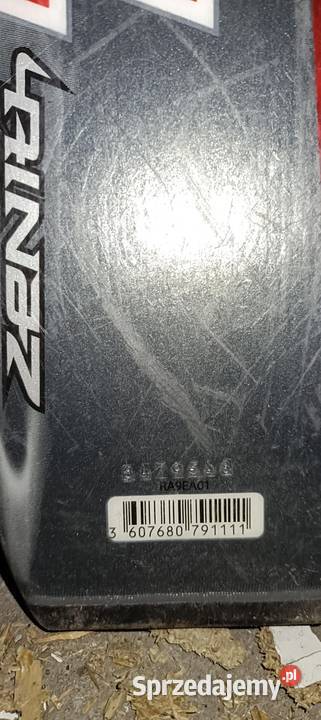 ZENITH
RA9EA01
3 607680 791111
Sprzedajemy.pl